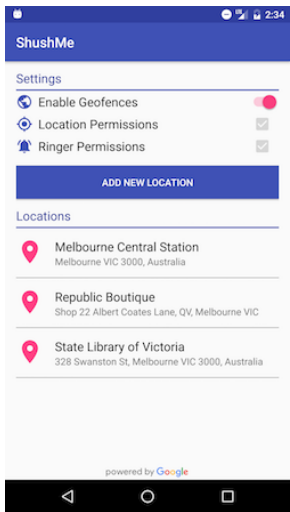 2:34
ShushMe
Settings
Enable Geofences
Location Permissions
Ringer Permissions
ADD NEW LOCATION
Locations
Melbourne Central Station
Melbourne VIC 3000, Australia
Republic Boutique
Shop 22 Albert Coates Lane, QV, Melbourne VIC
State Library of Victoria
328 Swanston St, Melbourne VIC 3000, Australia
powered by Google